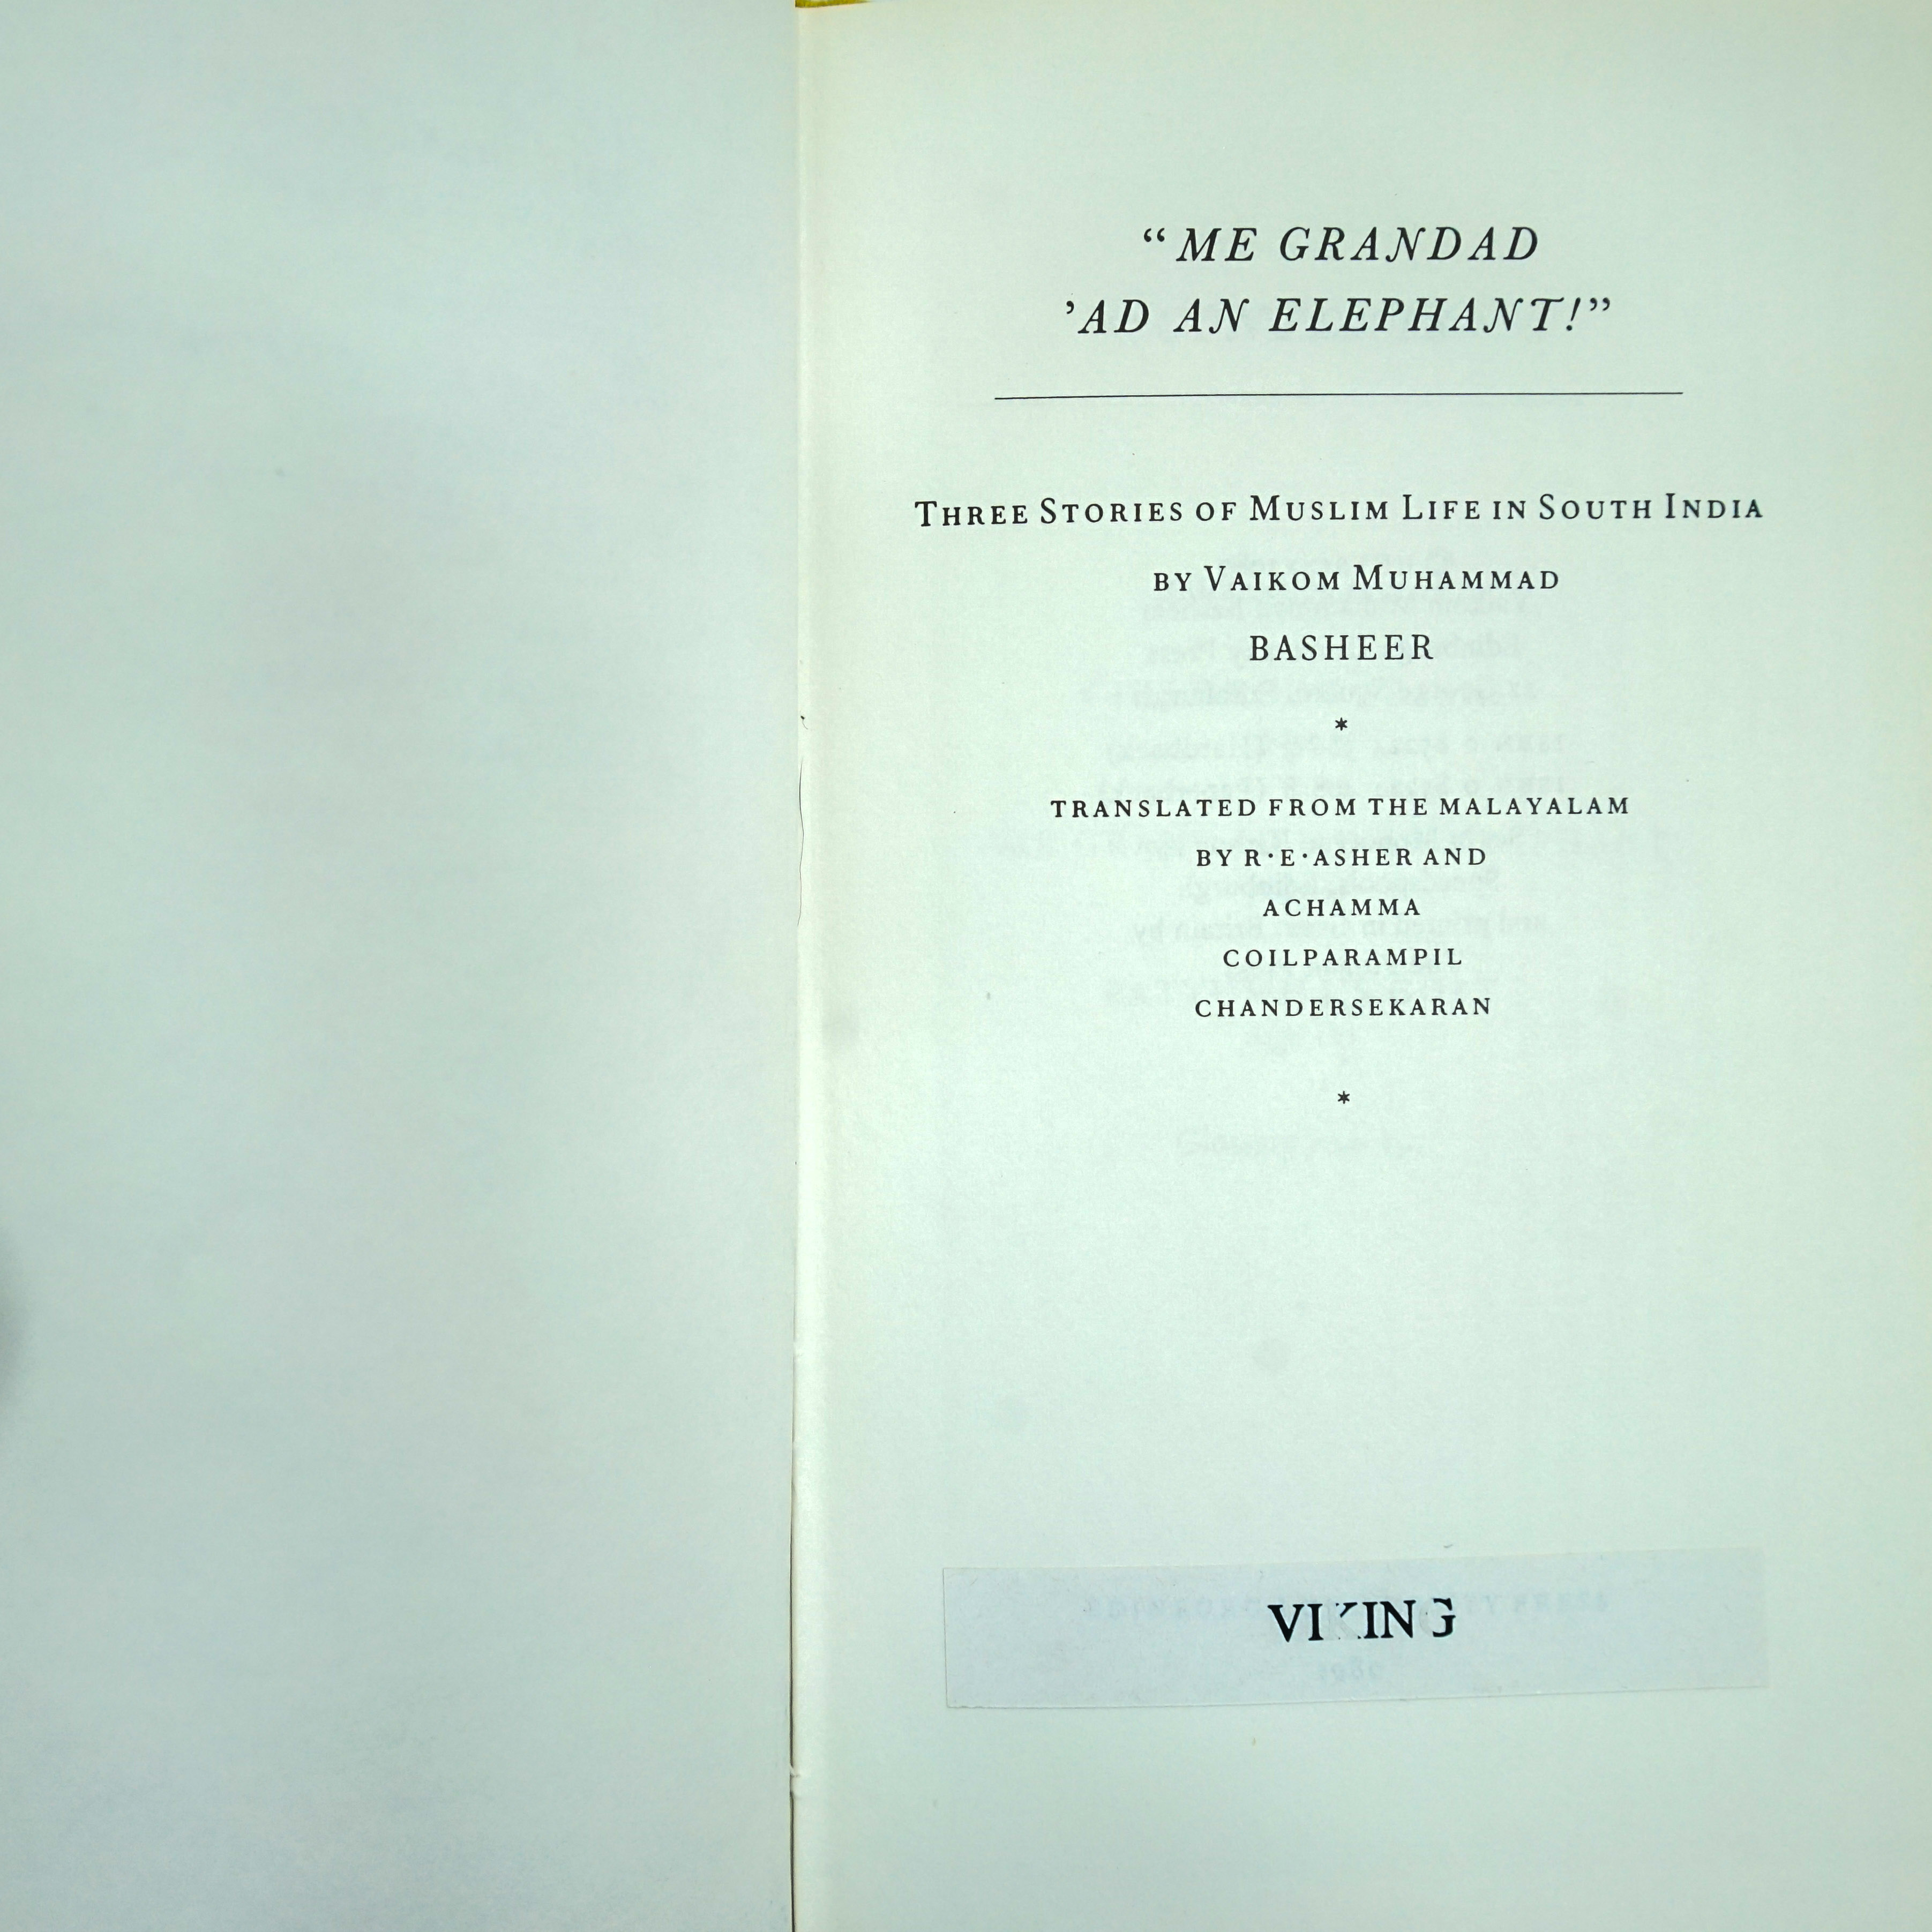 “ME GRANDAD
’AD AN ELEPHANT!”
THREE STORIES OF MUSLIM LIFE IN SOUTH INDIA
BY VAIKOM MUHAMMAD
BASHEER
*
TRANSLATED FROM THE MALAYALAM
BY R·E·ASHER AND
ACHAMMA
COILPARAMPIL
CHANDERSEKARAN
*
VIKING